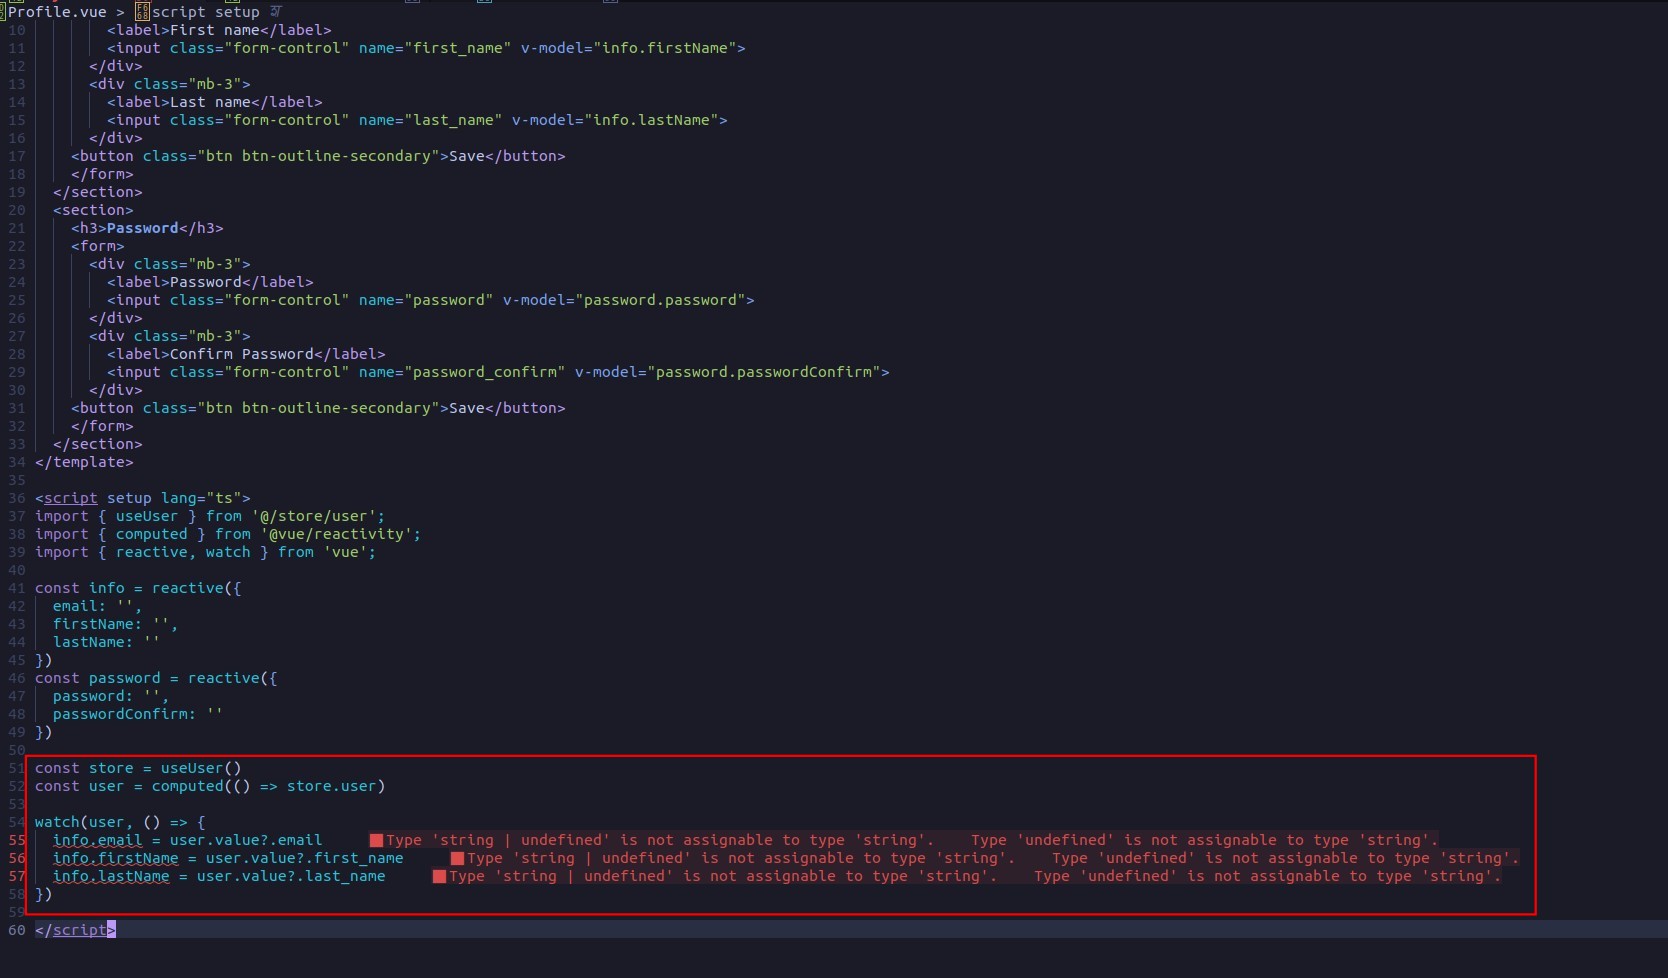 Profile.vue > script setup
10 <label>First name</label>
11 <input class="form-control" name="first_name" v-model="info.firstName">
12 </div>
13 <div class="mb-3">
14 <label>Last name</label>
15 <input class="form-control" name="last_name" v-model="info.lastName">
16 </div>
17 <button class="btn btn-outline-secondary">Save</button>
18 </form>
19 </section>
20 <section>
21 <h3>Password</h3>
22 <form>
23 <div class="mb-3">
24 <label>Password</label>
25 <input class="form-control" name="password" v-model="password.password">
26 </div>
27 <div class="mb-3">
28 <label>Confirm Password</label>
29 <input class="form-control" name="password_confirm" v-model="password.passwordConfirm">
30 </div>
31 <button class="btn btn-outline-secondary">Save</button>
32 </form>
33 </section>
34 </template>
35
36 <script setup lang="ts">
37 import { useUser } from '@/store/user';
38 import { computed } from '@vue/reactivity';
39 import { reactive, watch } from 'vue';
40
41 const info = reactive({
42 email: '',
43 firstName: '',
44 lastName: ''
45 })
46 const password = reactive({
47 password: '',
48 passwordConfirm: ''
49 })
50
51 const store = useUser()
52 const user = computed(() => store.user)
53
54 watch(user, () => {
55 info.email = user.value?.email Type 'string | undefined' is not assignable to type 'string'. Type 'undefined' is not assignable to type 'string'.
56 info.firstName = user.value?.first_name Type 'string | undefined' is not assignable to type 'string'. Type 'undefined' is not assignable to type 'string'.
57 info.lastName = user.value?.last_name Type 'string | undefined' is not assignable to type 'string'. Type 'undefined' is not assignable to type 'string'.
58 })
59
60 </script>